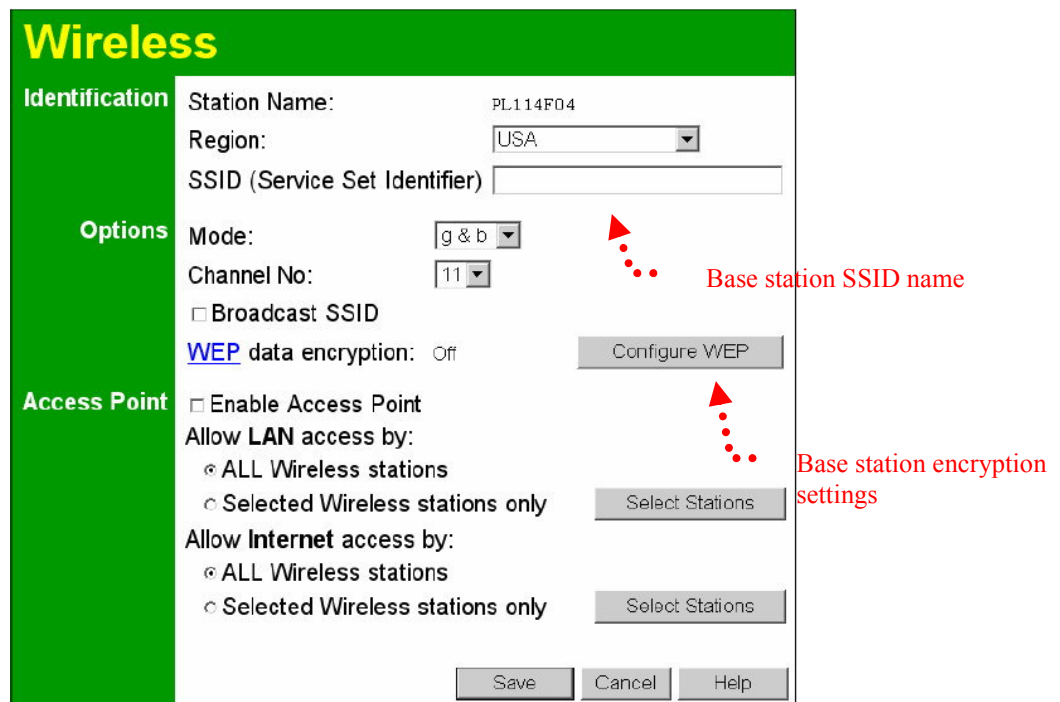 Wireless
Identification
Station Name: PL114F04
Region: USA
SSID (Service Set Identifier)
Options
Mode: g & b
Channel No: 11
Base station SSID name
Broadcast SSID
WEP data encryption: Off Configure WEP
Access Point
Enable Access Point
Allow LAN access by:
ALL Wireless stations
Base station encryption
settings
Selected Wireless stations only Select Stations
Allow Internet access by:
ALL Wireless stations
Selected Wireless stations only Select Stations
Save Cancel Help